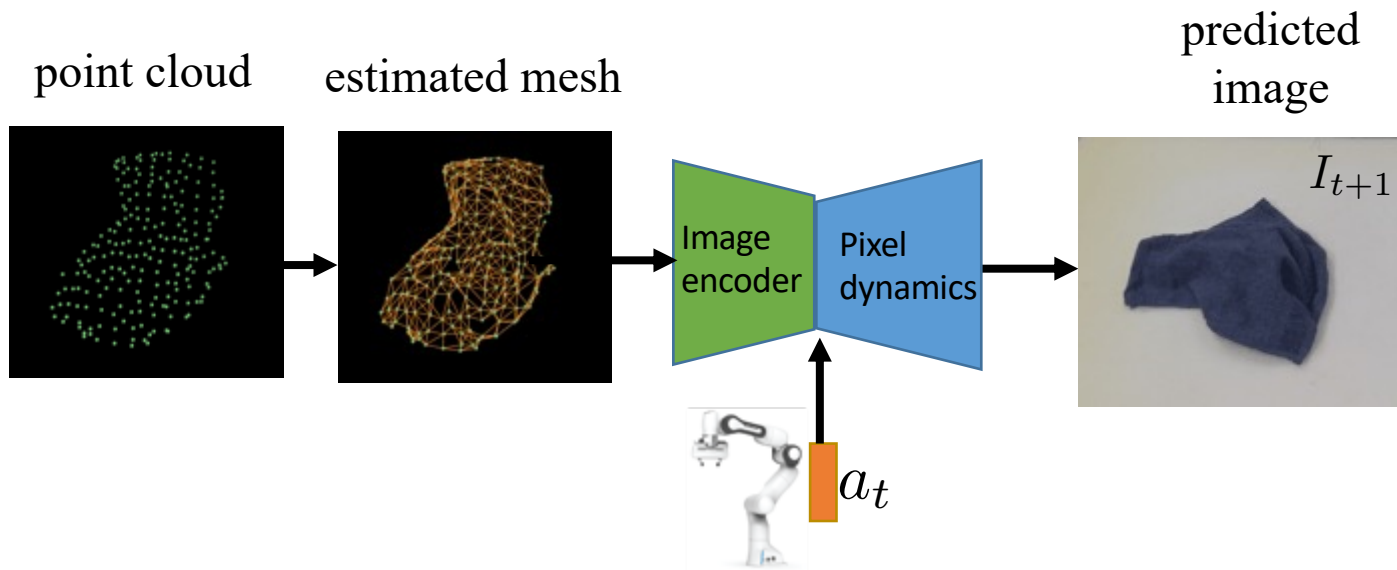 point cloud
estimated mesh
predicted
image
I_{t+1}
Image
encoder
Pixel
dynamics
a_t